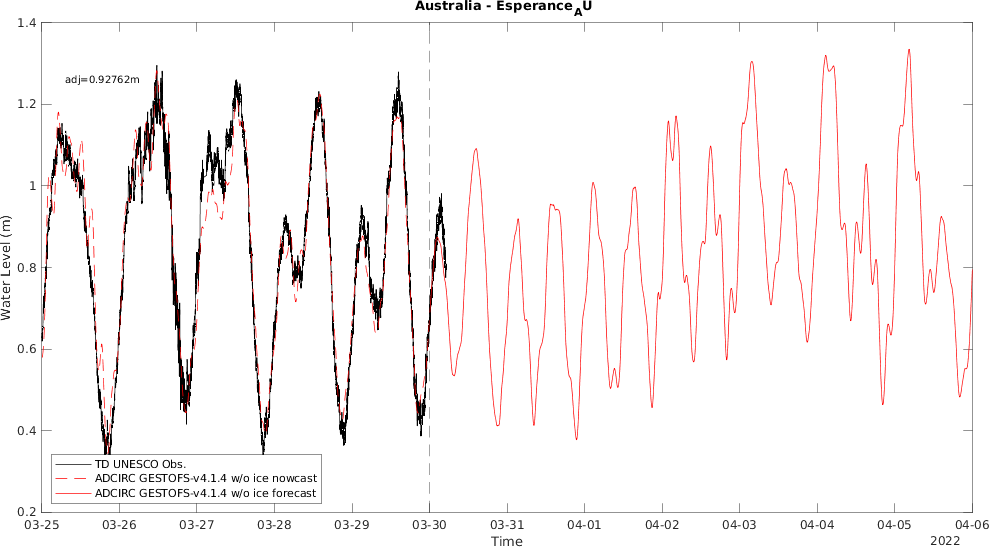 Australia - Esperance_AU
adj=0.92762m
Water Level (m)
1.4
1.2
1
0.8
0.6
0.4
0.2
TD UNESCO Obs.
ADCIRC GESTOFS-v4.1.4 w/o ice nowcast
ADCIRC GESTOFS-v4.1.4 w/o ice forecast
03-25 03-26 03-27 03-28 03-29 03-30 03-31 04-01 04-02 04-03 04-04 04-05 04-06
Time
2022